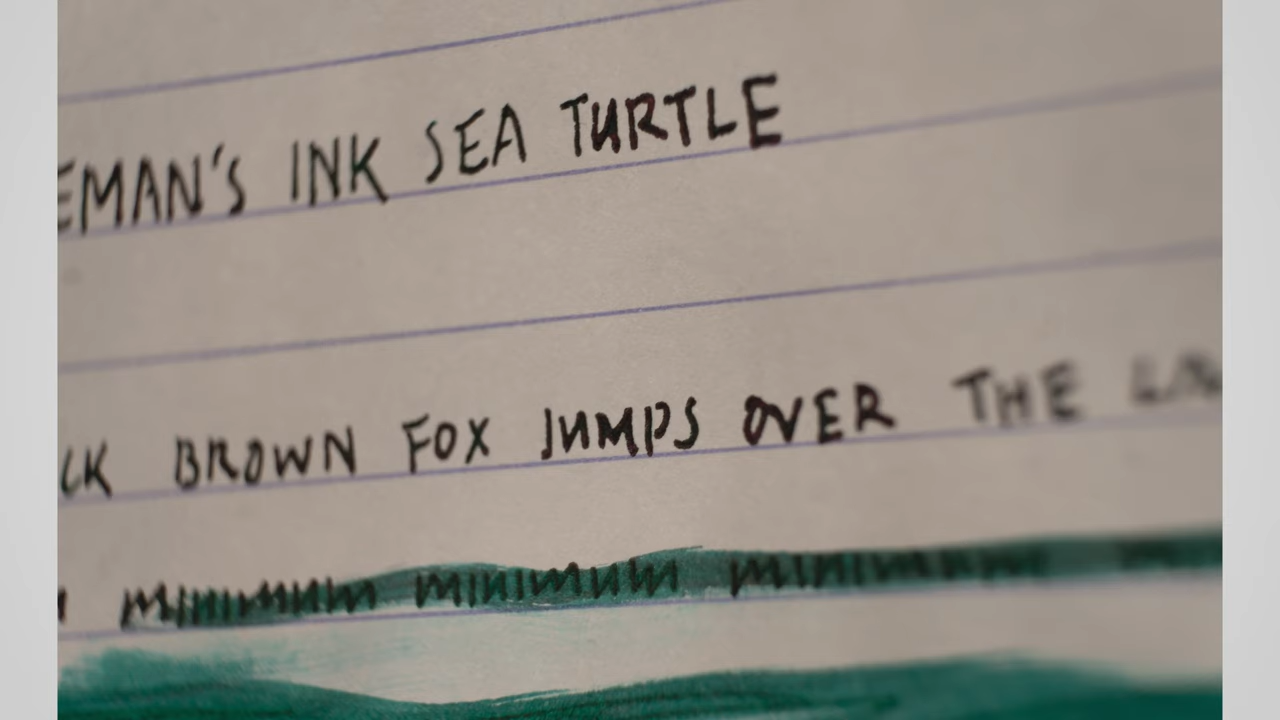 EMAN'S INK SEA TURTLE
CK BROWN FOX JUMPS OVER THE
minimum minimum minimum